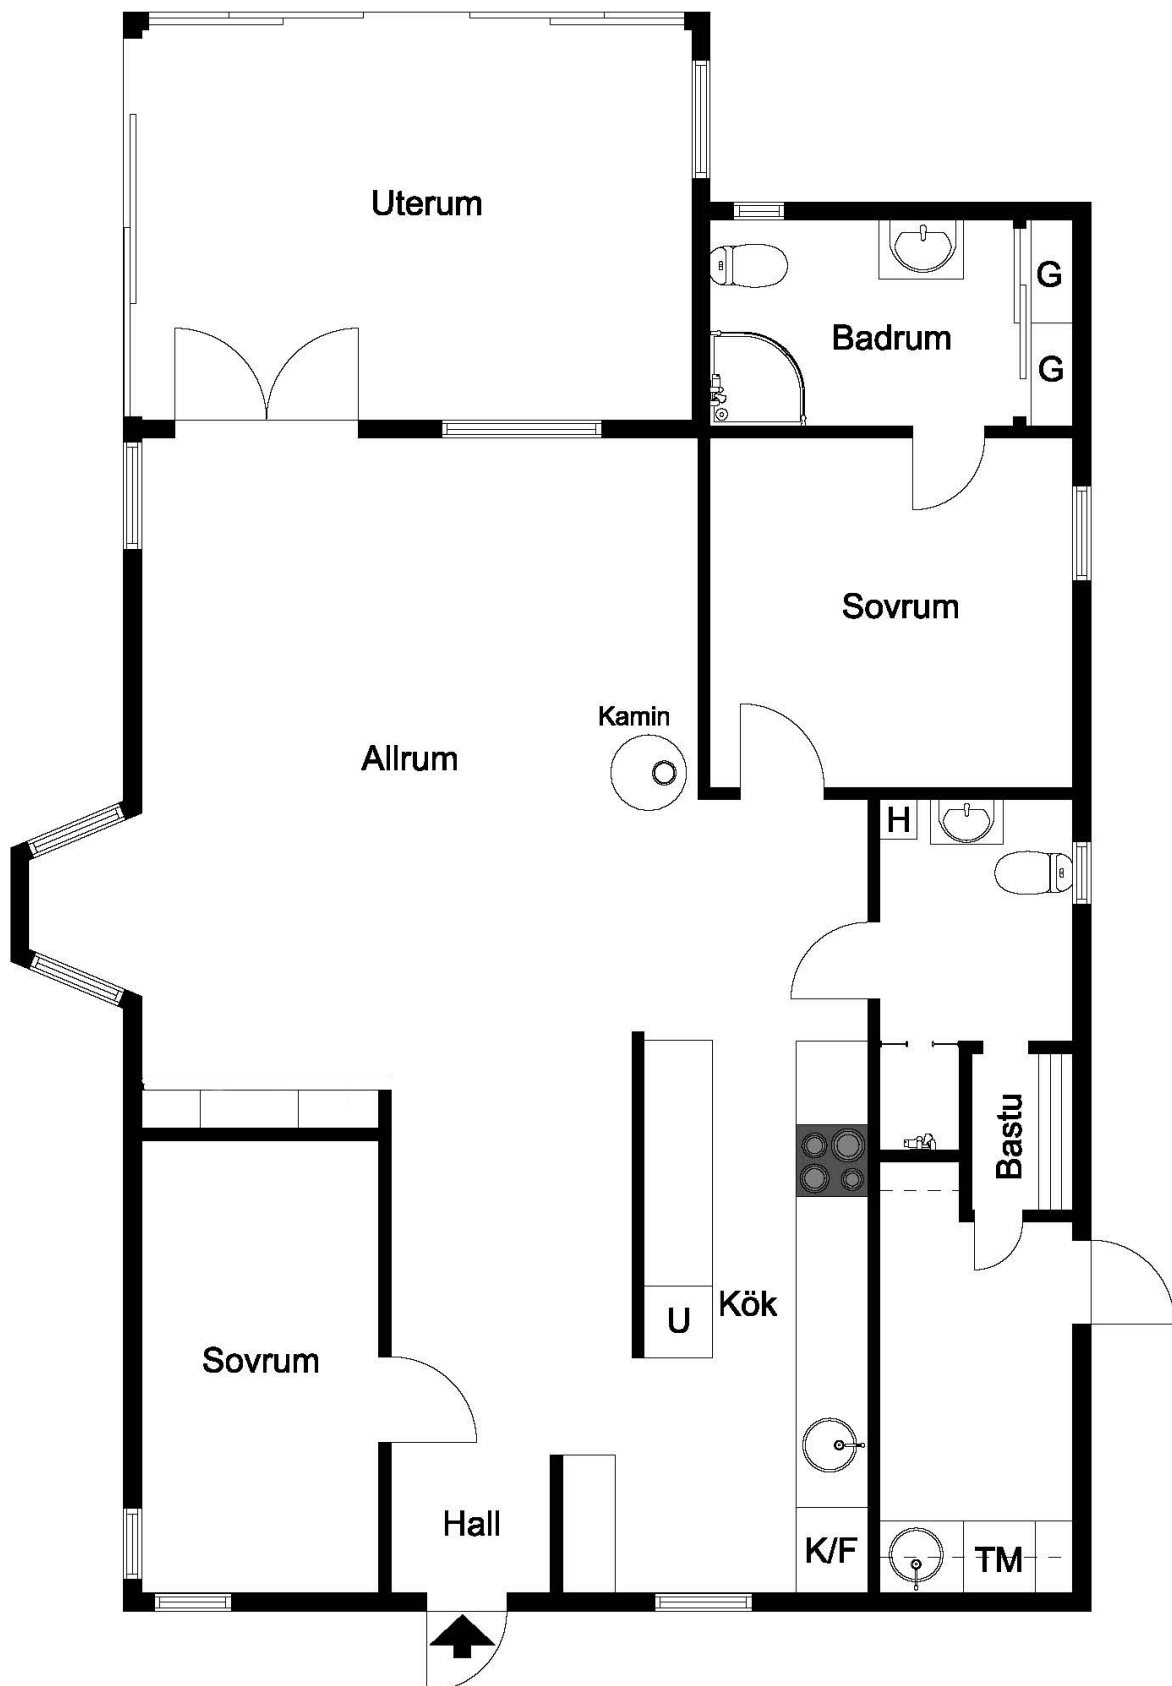 Uterum
G
Badrum
G
Sovrum
Kamin
Allrum
H
Bastu
Kök
U
Sovrum
Hall
K/F
TM